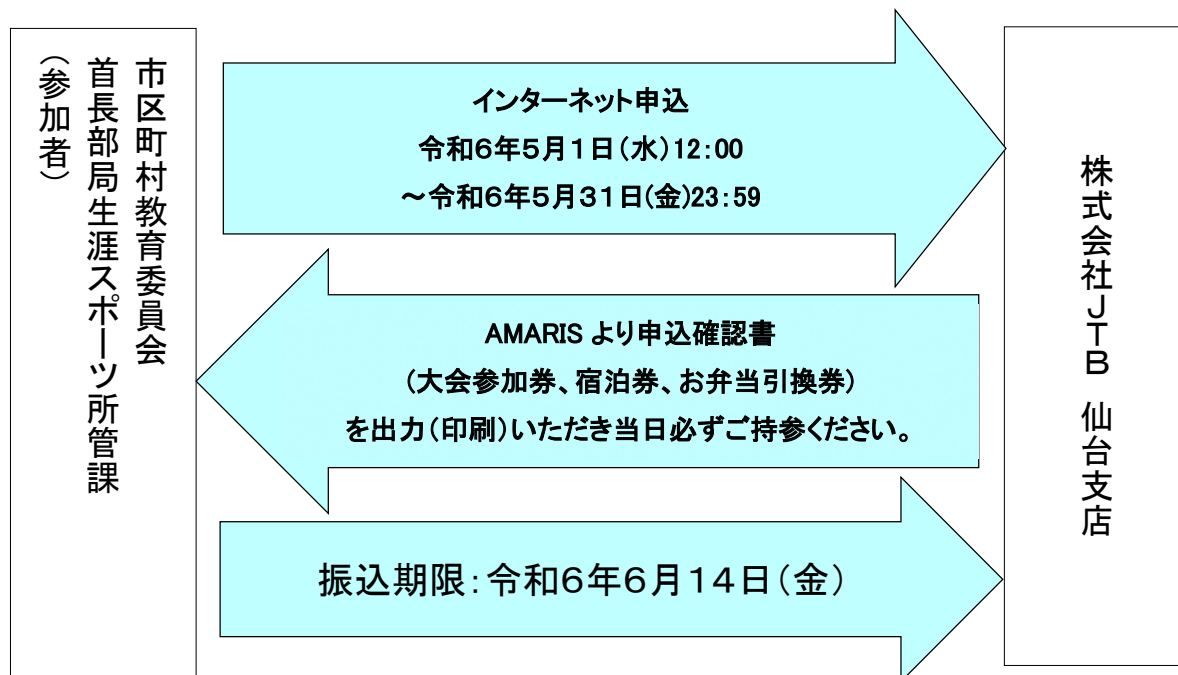 市区町村教育委員会
首長部局生涯スポーツ所管課
（参加者）
インターネット申込
令和６年５月１日（水）12：00
～令和６年５月３１日(金)23：59
AMARIS より申込確認書
（大会参加券、宿泊券、お弁当引換券）
を出力（印刷）いただき当日必ずご持参ください。
振込期限：令和６年６月１４日（金）
株式会社ＪＴＢ 仙台支店